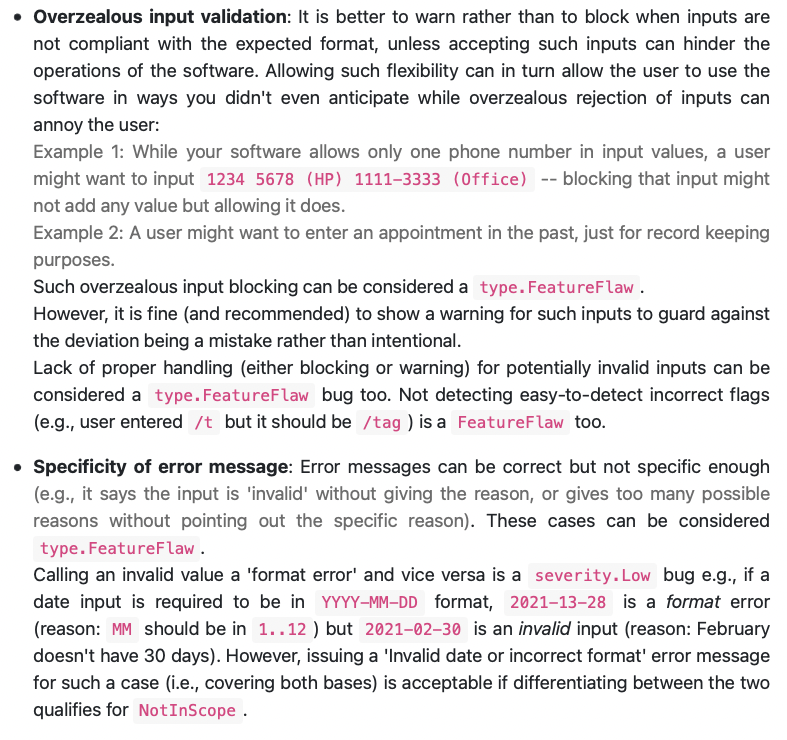 • Overzealous input validation: It is better to warn rather than to block when inputs are
not compliant with the expected format, unless accepting such inputs can hinder the
operations of the software. Allowing such flexibility can in turn allow the user to use the
software in ways you didn't even anticipate while overzealous rejection of inputs can
annoy the user:
Example 1: While your software allows only one phone number in input values, a user
might want to input 1234 5678 (HP) 1111-3333 (Office) -- blocking that input might
not add any value but allowing it does.
Example 2: A user might want to enter an appointment in the past, just for record keeping
purposes.
Such overzealous input blocking can be considered a type.FeatureFlaw .
However, it is fine (and recommended) to show a warning for such inputs to guard against
the deviation being a mistake rather than intentional.
Lack of proper handling (either blocking or warning) for potentially invalid inputs can be
considered a type.FeatureFlaw bug too. Not detecting easy-to-detect incorrect flags
(e.g., user entered /t but it should be /tag ) is a FeatureFlaw too.
• Specificity of error message: Error messages can be correct but not specific enough
(e.g., it says the input is 'invalid' without giving the reason, or gives too many possible
reasons without pointing out the specific reason). These cases can be considered
type.FeatureFlaw .
Calling an invalid value a 'format error' and vice versa is a severity.Low bug e.g., if a
date input is required to be in YYYY-MM-DD format, 2021-13-28 is a format error
(reason: MM should be in 1..12 ) but 2021-02-30 is an invalid input (reason: February
doesn't have 30 days). However, issuing a 'Invalid date or incorrect format' error message
for such a case (i.e., covering both bases) is acceptable if differentiating between the two
qualifies for NotInScope .